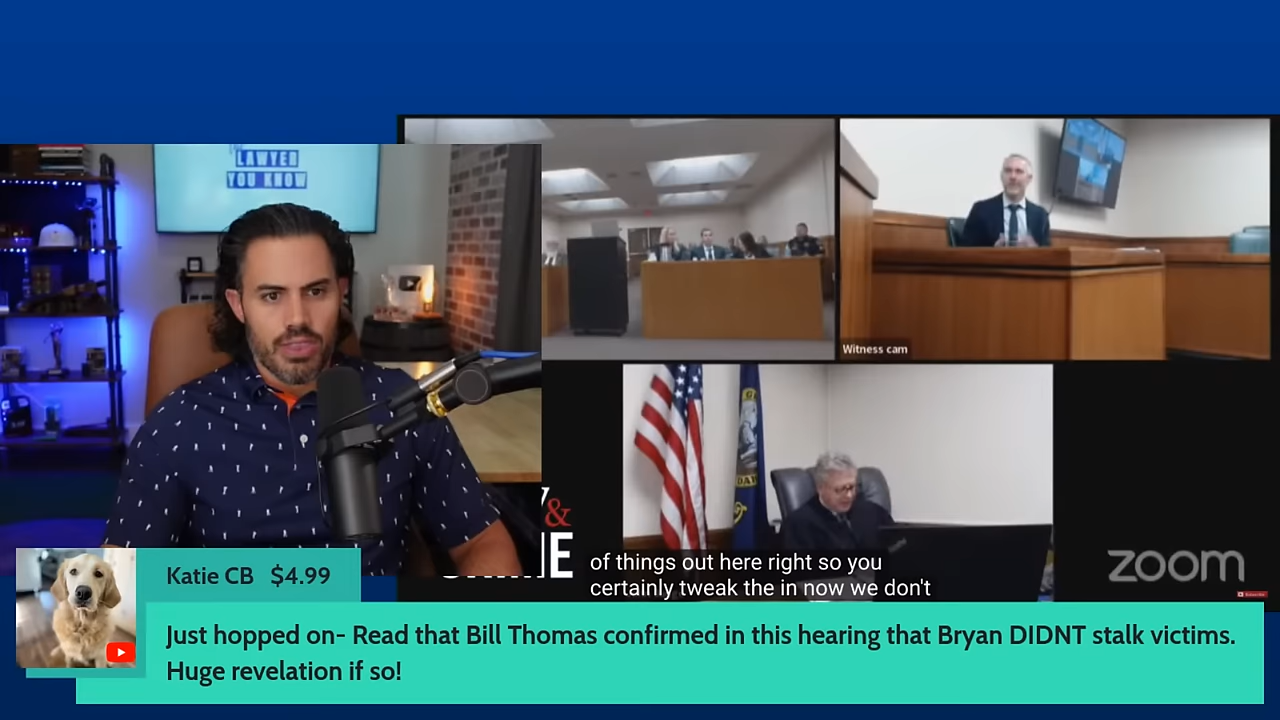 LAWYER
YOU KNOW
Witness cam
&
of things out here right so you
certainly tweak the in now we don't
zoom
Katie CB $4.99
Just hopped on- Read that Bill Thomas confirmed in this hearing that Bryan DIDNT stalk victims.
Huge revelation if so!